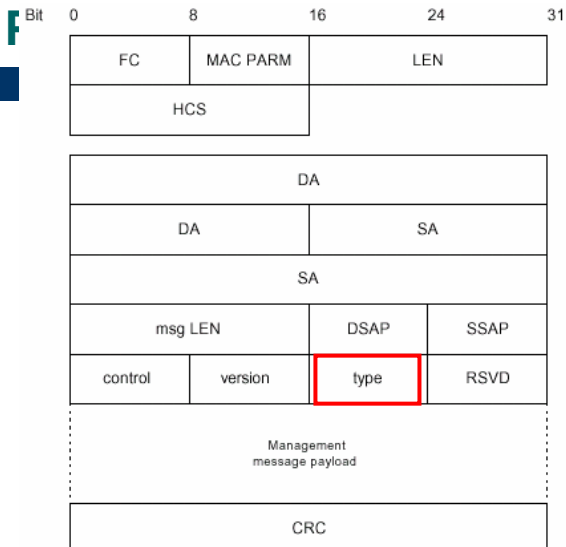 Bit 0 8 16 24 31
FC MAC PARM LEN
HCS
DA
DA SA
SA
msg LEN DSAP SSAP
control version type RSVD
Management
message payload
CRC